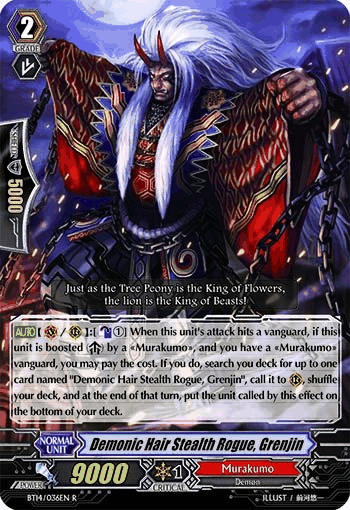 2
GRADE
SHIELD
5000
Just as the Tree Peony is the King of Flowers,
the lion is the King of Beasts!
AUTO [ / ]:[ ①] When this unit's attack hits a vanguard, if this
unit is boosted by a «Murakumo», and you have a «Murakumo»
vanguard, you may pay the cost. If you do, search you deck for up to one
card named "Demonic Hair Stealth Rogue, Grenjin", call it to , shuffle
your deck, and at the end of that turn, put the unit called by this effect on
the bottom of your deck.
NORMAL UNIT Demonic Hair Stealth Rogue, Grenjin
POWER 9000 1 CRITICAL Murakumo
Demon
BT14/036EN R ILLUST / 前河悠一